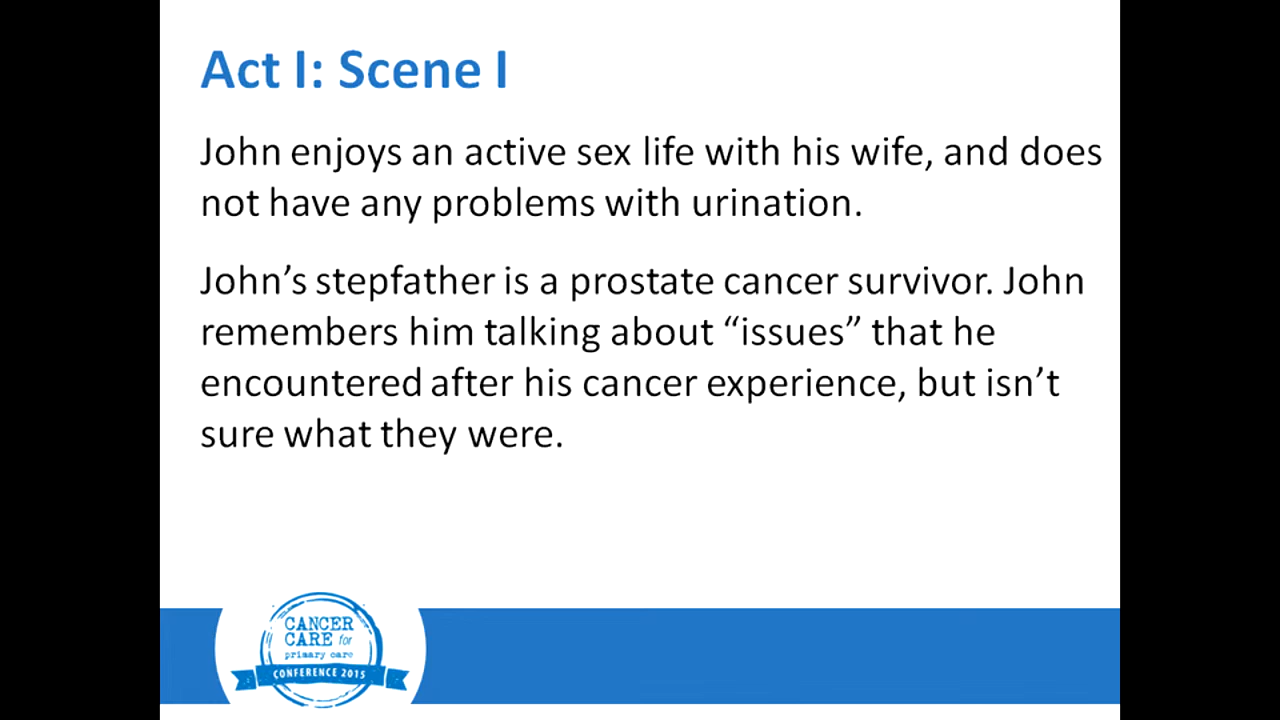 Act I: Scene I
John enjoys an active sex life with his wife, and does
not have any problems with urination.
John’s stepfather is a prostate cancer survivor. John
remembers him talking about “issues” that he
encountered after his cancer experience, but isn’t
sure what they were.
CANCER
CARE for
primary care
CONFERENCE 2015